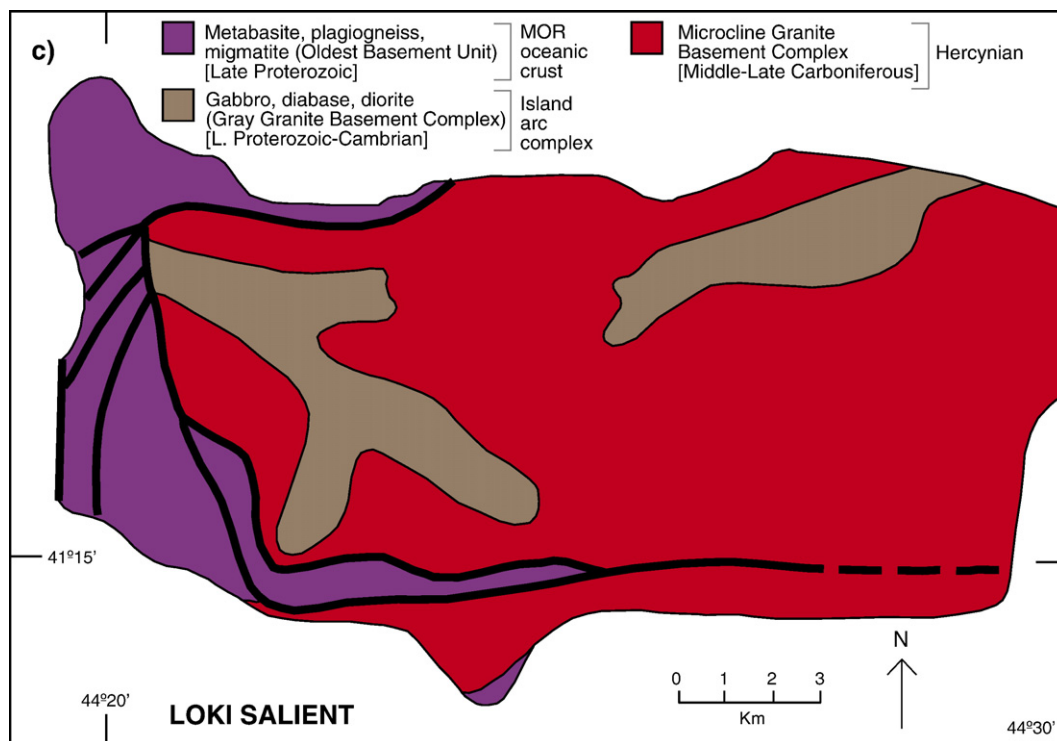 c)
Metabasite, plagiogneiss,
migmatite (Oldest Basement Unit)
[Late Proterozoic]
MOR
oceanic
crust
Gabbro, diabase, diorite
(Gray Granite Basement Complex)
[L. Proterozoic-Cambrian]
Island
arc
complex
Microcline Granite
Basement Complex
[Middle-Late Carboniferous]
Hercynian
41º15'
44º20'
LOKI SALIENT
0 1 2 3
Km
N
44º30'